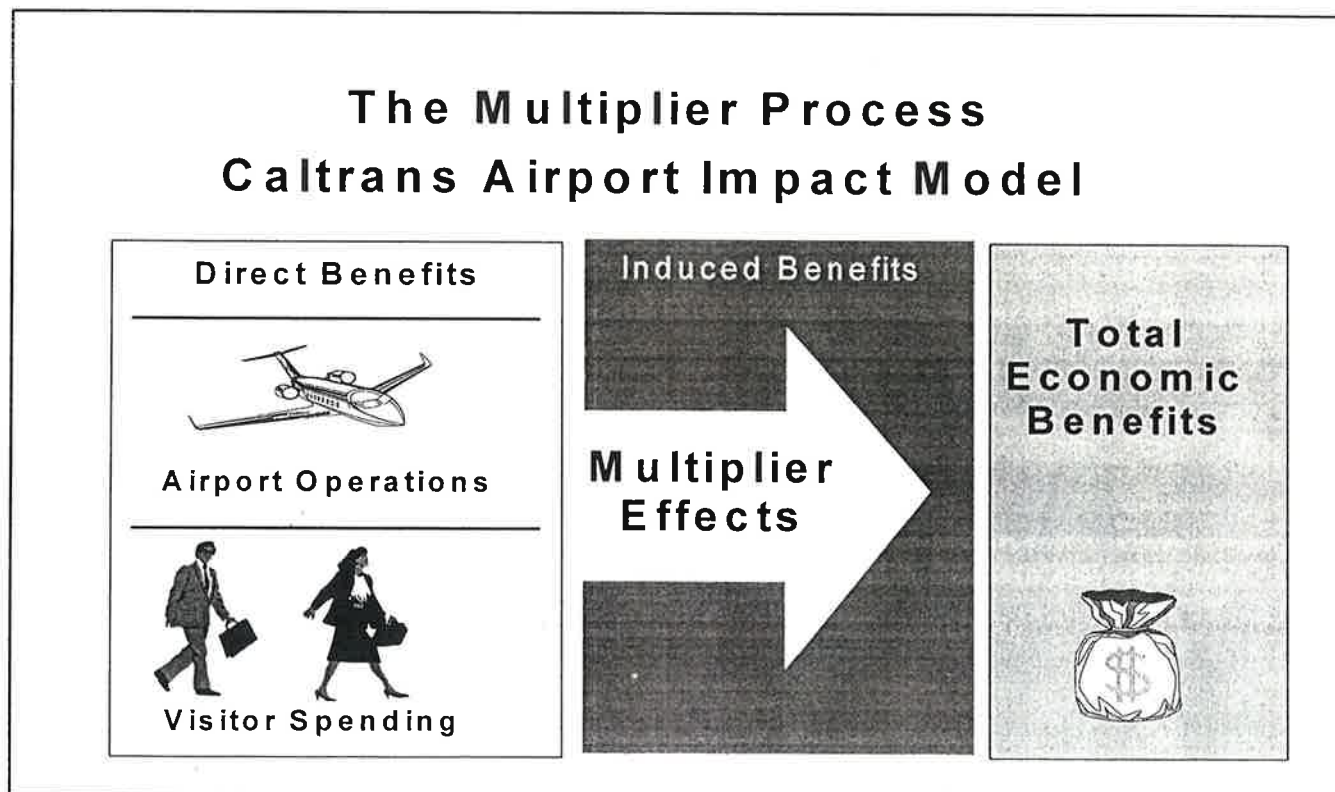 The Multiplier Process
Caltrans Airport Impact Model
Direct Benefits
Airport Operations
Visitor Spending
Induced Benefits
Multiplier
Effects
Total
Economic
Benefits
$